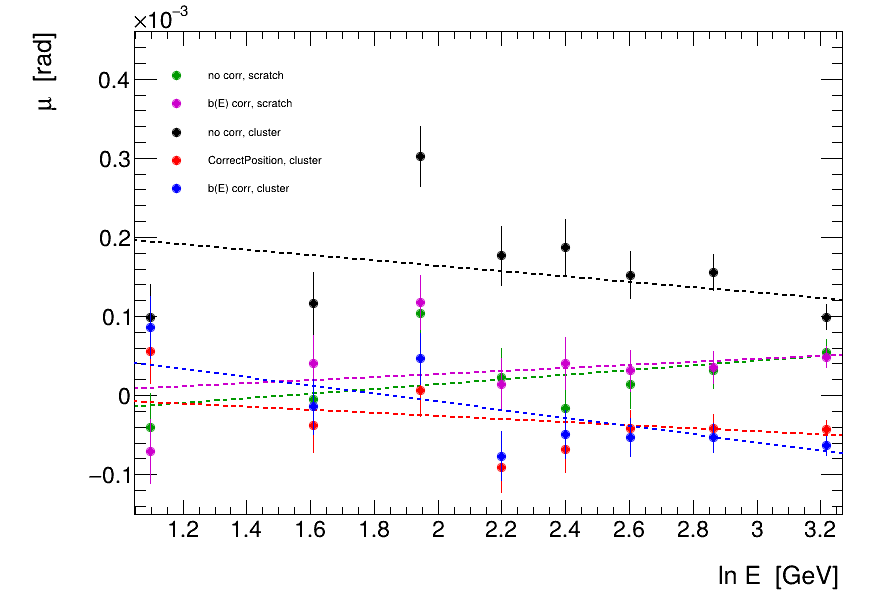 ×10⁻³
μ [rad]
0.4
0.3
0.2
0.1
0
−0.1
no corr, scratch
b(E) corr, scratch
no corr, cluster
CorrectPosition, cluster
b(E) corr, cluster
1.2 1.4 1.6 1.8 2 2.2 2.4 2.6 2.8 3 3.2
ln E [GeV]